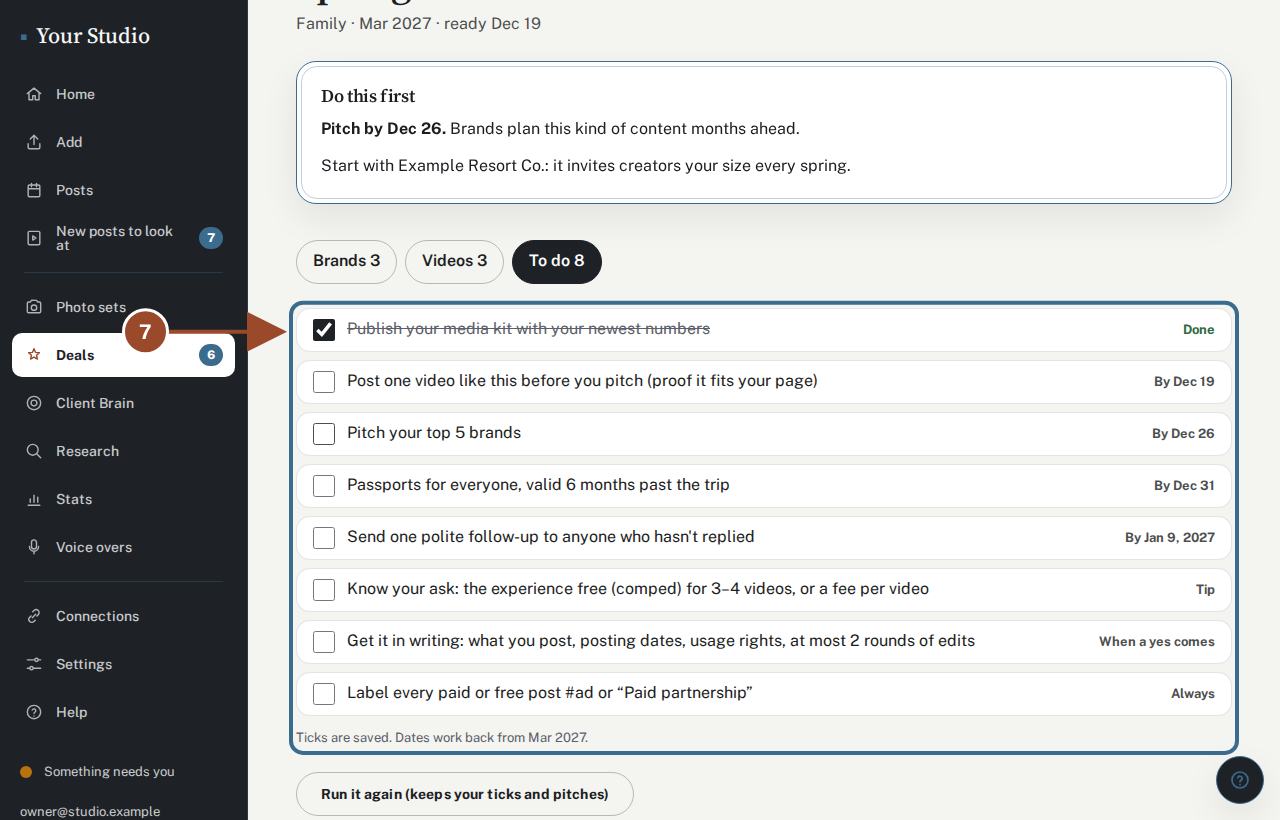 Your Studio
Home
Add
Posts
New posts to look
at
7
Photo sets
7
Deals
6
Client Brain
Research
Stats
Voice overs
Connections
Settings
Help
Something needs you
owner@studio.example
Family · Mar 2027 · ready Dec 19
Do this first
Pitch by Dec 26. Brands plan this kind of content months ahead.
Start with Example Resort Co.: it invites creators your size every spring.
Brands 3
Videos 3
To do 8
Publish your media kit with your newest numbers Done
Post one video like this before you pitch (proof it fits your page) By Dec 19
Pitch your top 5 brands By Dec 26
Passports for everyone, valid 6 months past the trip By Dec 31
Send one polite follow-up to anyone who hasn't replied By Jan 9, 2027
Know your ask: the experience free (comped) for 3–4 videos, or a fee per video Tip
Get it in writing: what you post, posting dates, usage rights, at most 2 rounds of edits When a yes comes
Label every paid or free post #ad or “Paid partnership” Always
Ticks are saved. Dates work back from Mar 2027.
Run it again (keeps your ticks and pitches)